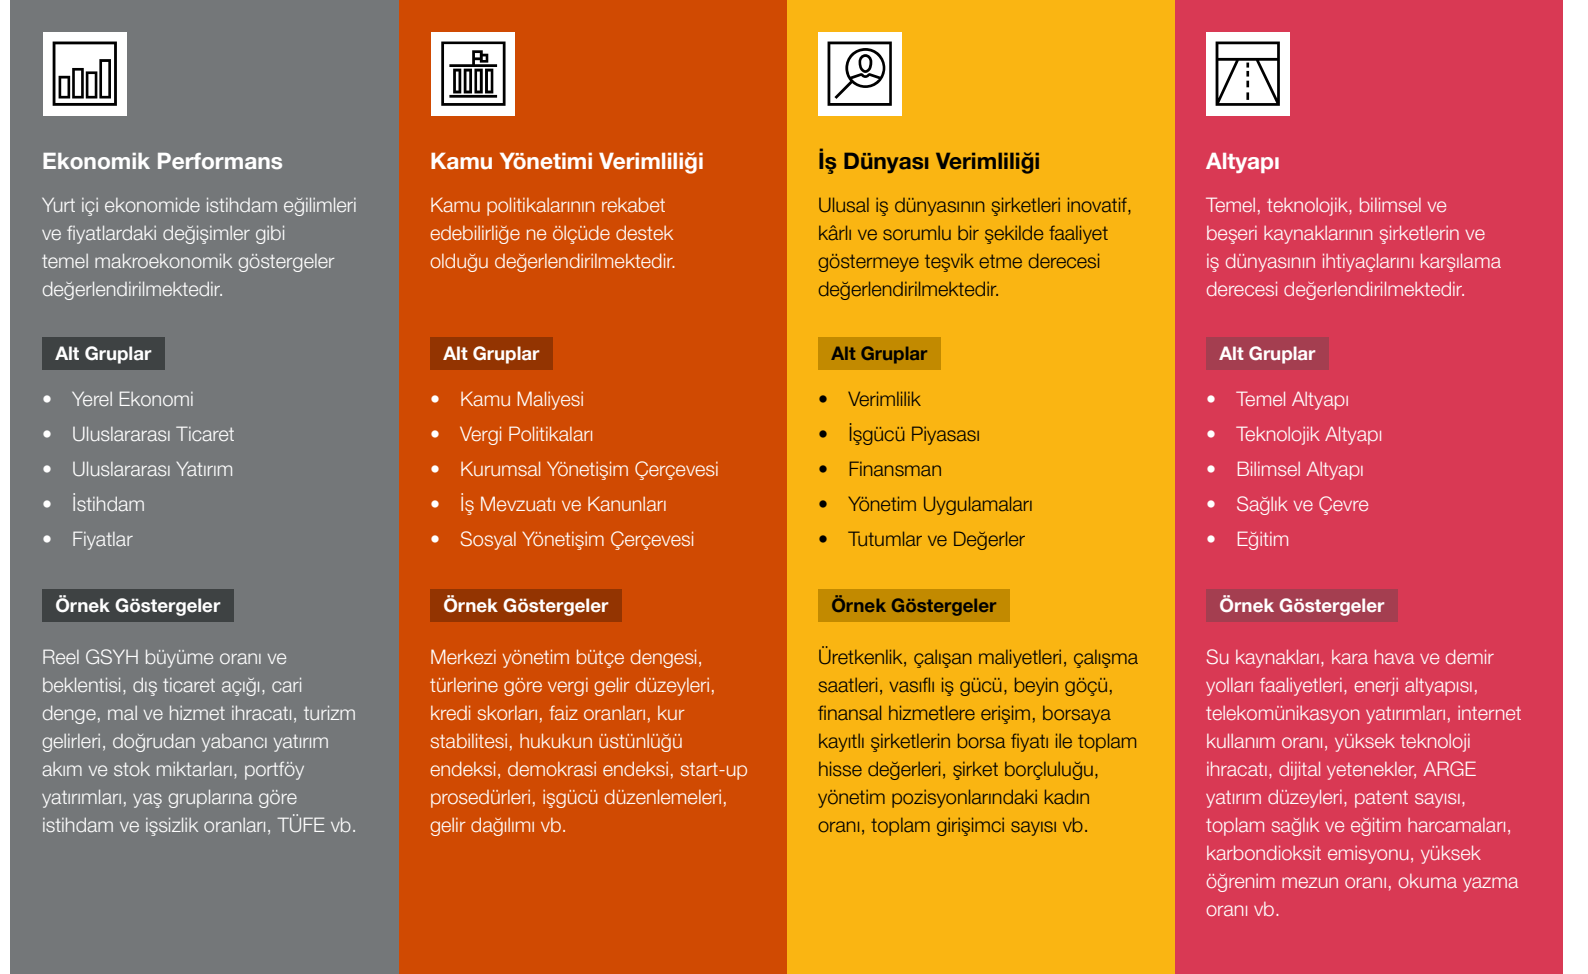 Ekonomik Performans
Yurt içi ekonomide istihdam eğilimleri
ve fiyatlardaki değişimler gibi
temel makroekonomik göstergeler
değerlendirilmektedir.
Alt Gruplar
• Yerel Ekonomi
• Uluslararası Ticaret
• Uluslararası Yatırım
• İstihdam
• Fiyatlar
Örnek Göstergeler
Reel GSYH büyüme oranı ve
beklentisi, dış ticaret açığı, cari
denge, mal ve hizmet ihracatı, turizm
gelirleri, doğrudan yabancı yatırım
akım ve stok miktarları, portföy
yatırımları, yaş gruplarına göre
istihdam ve işsizlik oranları, TÜFE vb.
Kamu Yönetimi Verimliliği
Kamu politikalarının rekabet
edebilirliğe ne ölçüde destek
olduğu değerlendirilmektedir.
Alt Gruplar
• Kamu Maliyesi
• Vergi Politikaları
• Kurumsal Yönetişim Çerçevesi
• İş Mevzuatı ve Kanunları
• Sosyal Yönetişim Çerçevesi
Örnek Göstergeler
Merkezi yönetim bütçe dengesi,
türlerine göre vergi gelir düzeyleri,
kredi skorları, faiz oranları, kur
stabilitesi, hukukun üstünlüğü
endeksi, demokrasi endeksi, start-up
prosedürleri, işgücü düzenlemeleri,
gelir dağılımı vb.
İş Dünyası Verimliliği
Ulusal iş dünyasının şirketleri inovatif,
kârlı ve sorumlu bir şekilde faaliyet
göstermeye teşvik etme derecesi
değerlendirilmektedir.
Alt Gruplar
• Verimlilik
• İşgücü Piyasası
• Finansman
• Yönetim Uygulamaları
• Tutumlar ve Değerler
Örnek Göstergeler
Üretkenlik, çalışan maliyetleri, çalışma
saatleri, vasıflı iş gücü, beyin göçü,
finansal hizmetlere erişim, borsaya
kayıtlı şirketlerin borsa fiyatı ile toplam
hisse değerleri, şirket borçluluğu,
yönetim pozisyonlarındaki kadın
oranı, toplam girişimci sayısı vb.
Altyapı
Temel, teknolojik, bilimsel ve
beşeri kaynaklarının şirketlerin ve
iş dünyasının ihtiyaçlarını karşılama
derecesi değerlendirilmektedir.
Alt Gruplar
• Temel Altyapı
• Teknolojik Altyapı
• Bilimsel Altyapı
• Sağlık ve Çevre
• Eğitim
Örnek Göstergeler
Su kaynakları, kara hava ve demir
yolları faaliyetleri, enerji altyapısı,
telekomünikasyon yatırımları, internet
kullanım oranı, yüksek teknoloji
ihracatı, dijital yetenekler, ARGE
yatırım düzeyleri, patent sayısı,
toplam sağlık ve eğitim harcamaları,
karbondioksit emisyonu, yüksek
öğrenim mezun oranı, okuma yazma
oranı vb.